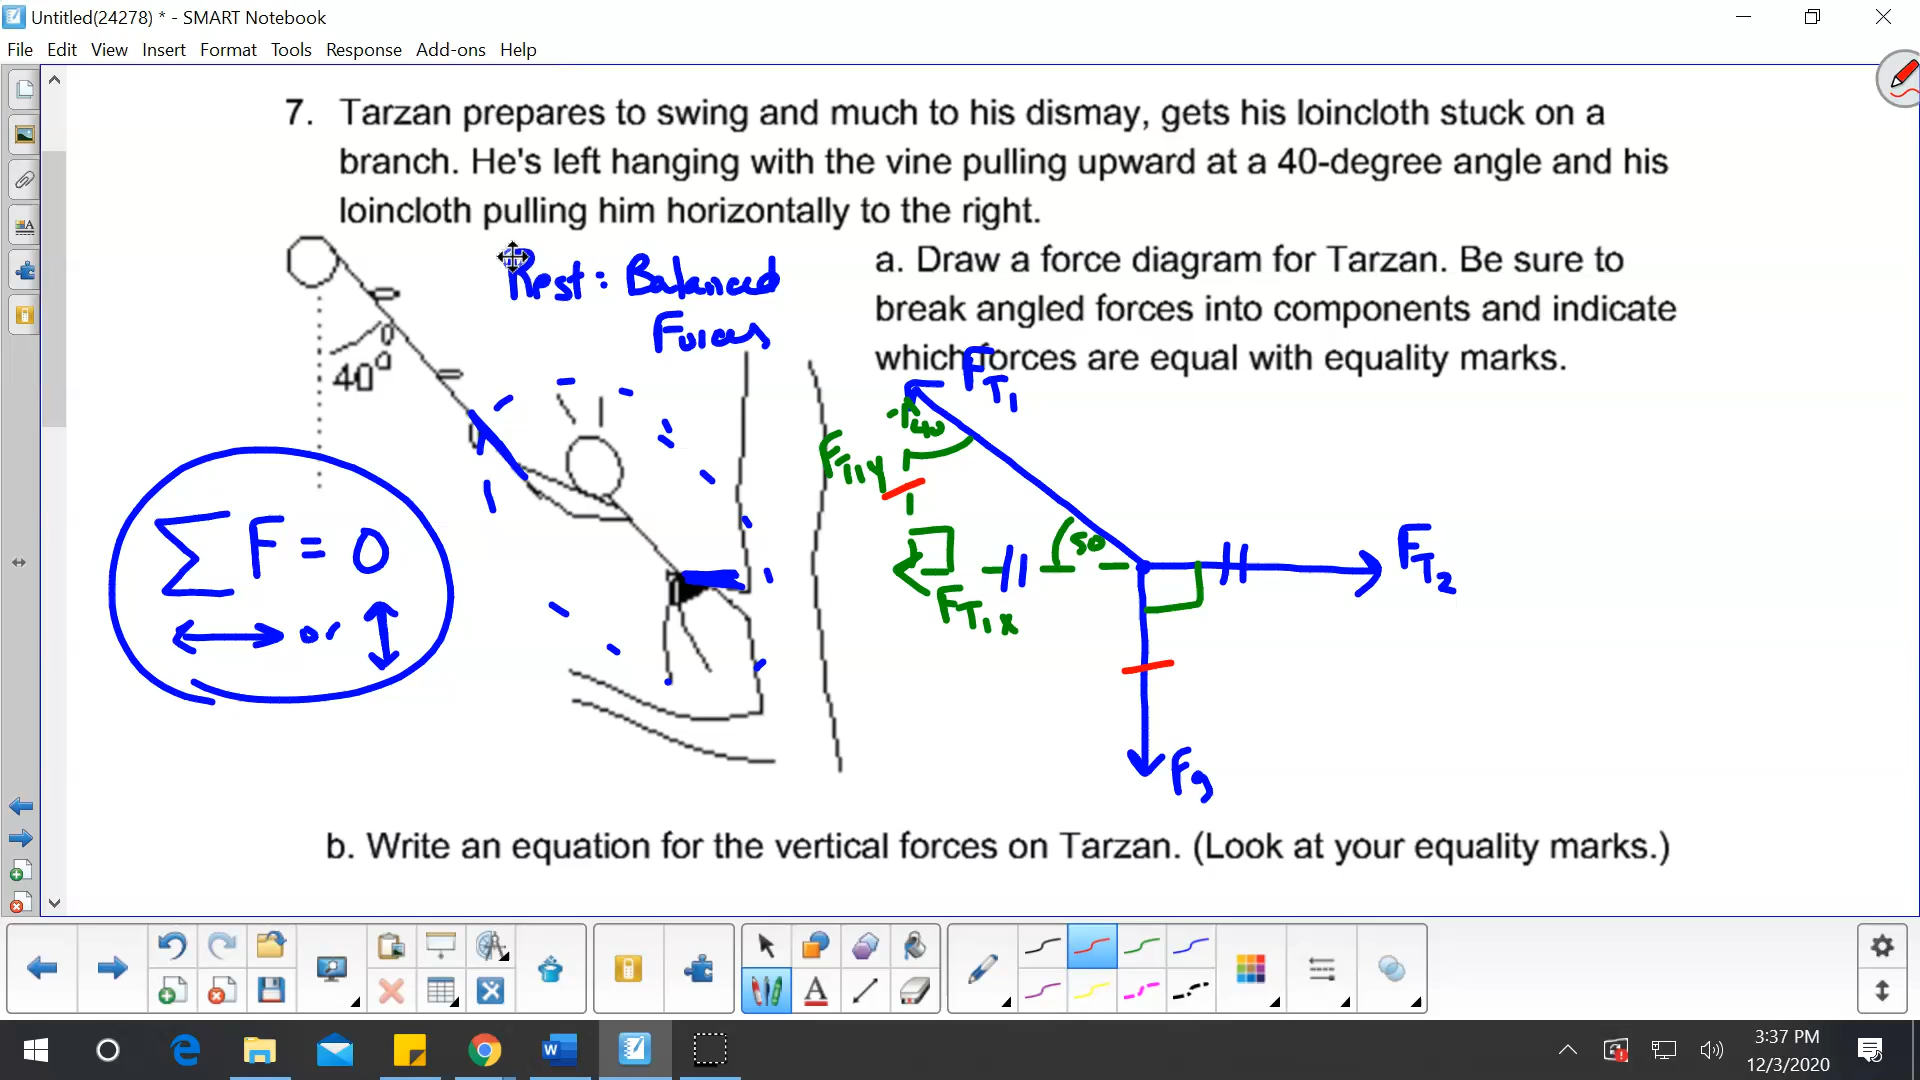 Untitled(24278) * - SMART Notebook
File Edit View Insert Format Tools Response Add-ons Help
7. Tarzan prepares to swing and much to his dismay, gets his loincloth stuck on a
branch. He's left hanging with the vine pulling upward at a 40-degree angle and his
loincloth pulling him horizontally to the right.
Rest : Balanced
Forces
40°
a. Draw a force diagram for Tarzan. Be sure to
break angled forces into components and indicate
which forces are equal with equality marks.
FT1
40
FT1y
50
FT1x
FT2
Fg
∑ F = 0
or
b. Write an equation for the vertical forces on Tarzan. (Look at your equality marks.)
3:37 PM
12/3/2020